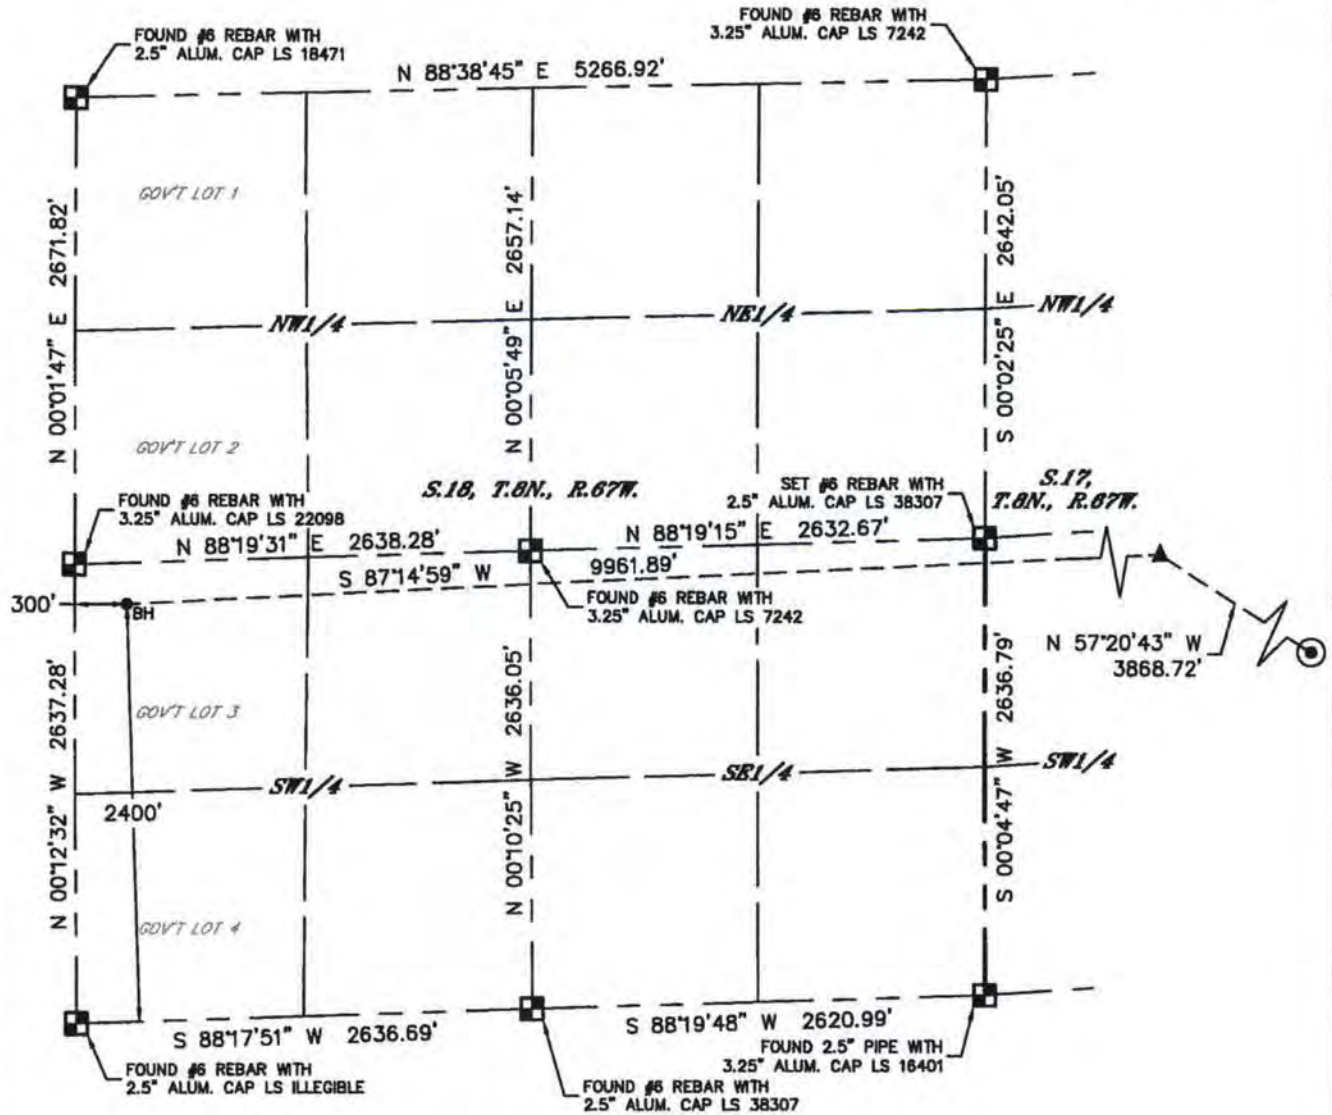 FOUND #6 REBAR WITH
2.5" ALUM. CAP LS 18471
FOUND #6 REBAR WITH
3.25" ALUM. CAP LS 7242
N 88°38'45" E 5266.92'
GOV'T LOT 1
N 00°01'47" E 2671.82'
N 00°05'49" E 2657.14'
S 00°02'25" E 2642.05'
NW1/4
NE1/4
NW1/4
GOV'T LOT 2
FOUND #6 REBAR WITH
3.25" ALUM. CAP LS 22098
S.18, T.8N., R.67W.
SET #6 REBAR WITH
2.5" ALUM. CAP LS 38307
S.17,
T.8N., R.67W.
N 88°19'31" E 2638.28'
N 88°19'15" E 2632.67'
S 87°14'59" W 9961.89'
300'
BH
FOUND #6 REBAR WITH
3.25" ALUM. CAP LS 7242
N 57°20'43" W
3868.72'
N 00°12'32" W 2637.28'
GOV'T LOT 3
N 00°10'25" W 2636.05'
S 00°04'47" W 2636.79'
SW1/4
SE1/4
SW1/4
2400'
GOV'T LOT 4
S 88°17'51" W 2636.69'
S 88°19'48" W 2620.99'
FOUND #6 REBAR WITH
2.5" ALUM. CAP LS ILLEGIBLE
FOUND 2.5" PIPE WITH
3.25" ALUM. CAP LS 16401
FOUND #6 REBAR WITH
2.5" ALUM. CAP LS 38307